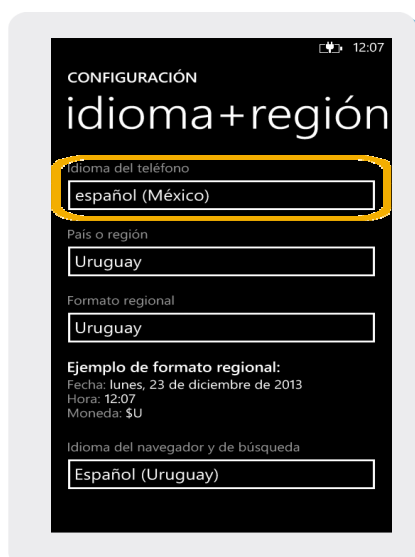 12:07
CONFIGURACIÓN
idioma+región
Idioma del teléfono
español (México)
País o región
Uruguay
Formato regional
Uruguay
Ejemplo de formato regional:
Fecha: lunes, 23 de diciembre de 2013
Hora: 12:07
Moneda: $U
Idioma del navegador y de búsqueda
Español (Uruguay)